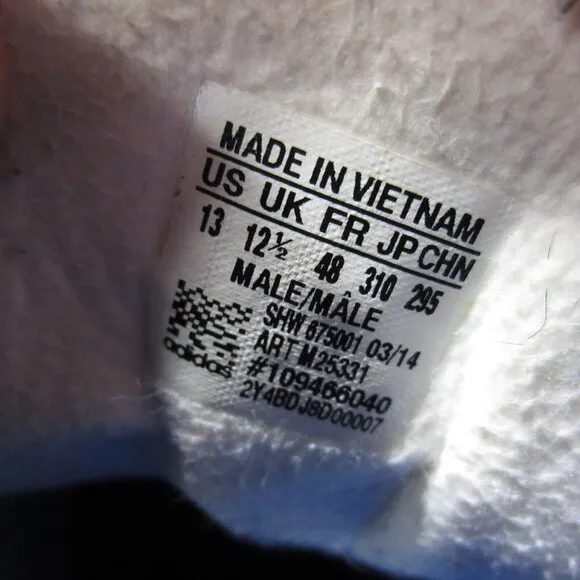 MADE IN VIETNAM
US UK FR JP CHN
13 12½ 48 310 295
MALE/MÂLE
SHW 675001 03/14
ART M25331
#109466040
2Y4BDJ8D00007
adidas